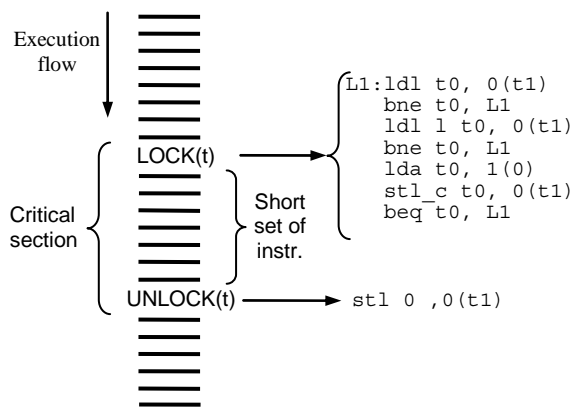 Execution
flow
L1:ldl t0, 0(t1)
bne t0, L1
ldl l t0, 0(t1)
bne t0, L1
lda t0, 1(0)
stl_c t0, 0(t1)
beq t0, L1
LOCK(t)
Critical
section
Short
set of
instr.
UNLOCK(t)
stl 0 ,0(t1)